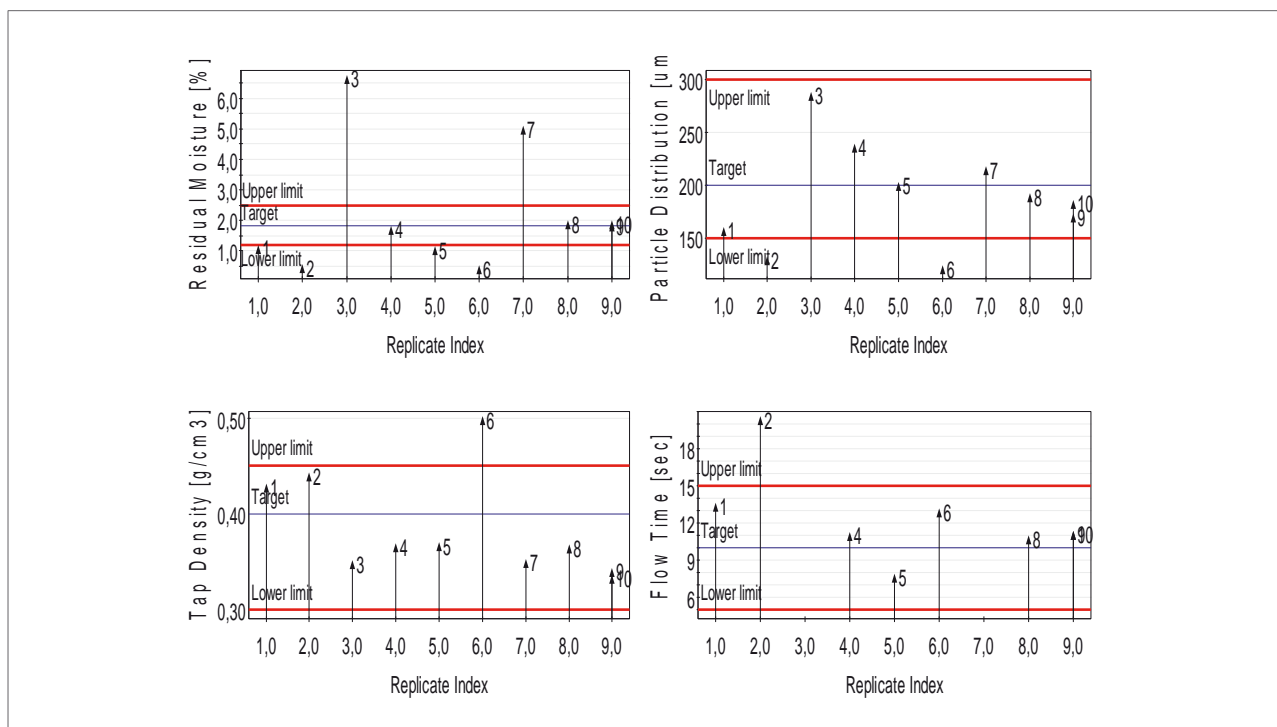 Residual Moisture [%]
6,0
5,0
4,0
3,0
2,0
1,0
Upper limit
Target
Lower limit
1
2
3
4
5
6
7
8
9
10
1,0 2,0 3,0 4,0 5,0 6,0 7,0 8,0 9,0
Replicate Index
Particle Distribution [um
300
250
200
150
Upper limit
Target
Lower limit
1
2
3
4
5
6
7
8
10
9
1,0 2,0 3,0 4,0 5,0 6,0 7,0 8,0 9,0
Replicate Index
Tap Density [g/cm3]
0,50
0,40
0,30
Upper limit
Target
Lower limit
1
2
3
4
5
6
7
8
9
10
1,0 2,0 3,0 4,0 5,0 6,0 7,0 8,0 9,0
Replicate Index
Flow Time [sec]
18
15
12
9
6
Upper limit
Target
Lower limit
1
2
4
5
6
8
10
1,0 2,0 3,0 4,0 5,0 6,0 7,0 8,0 9,0
Replicate Index